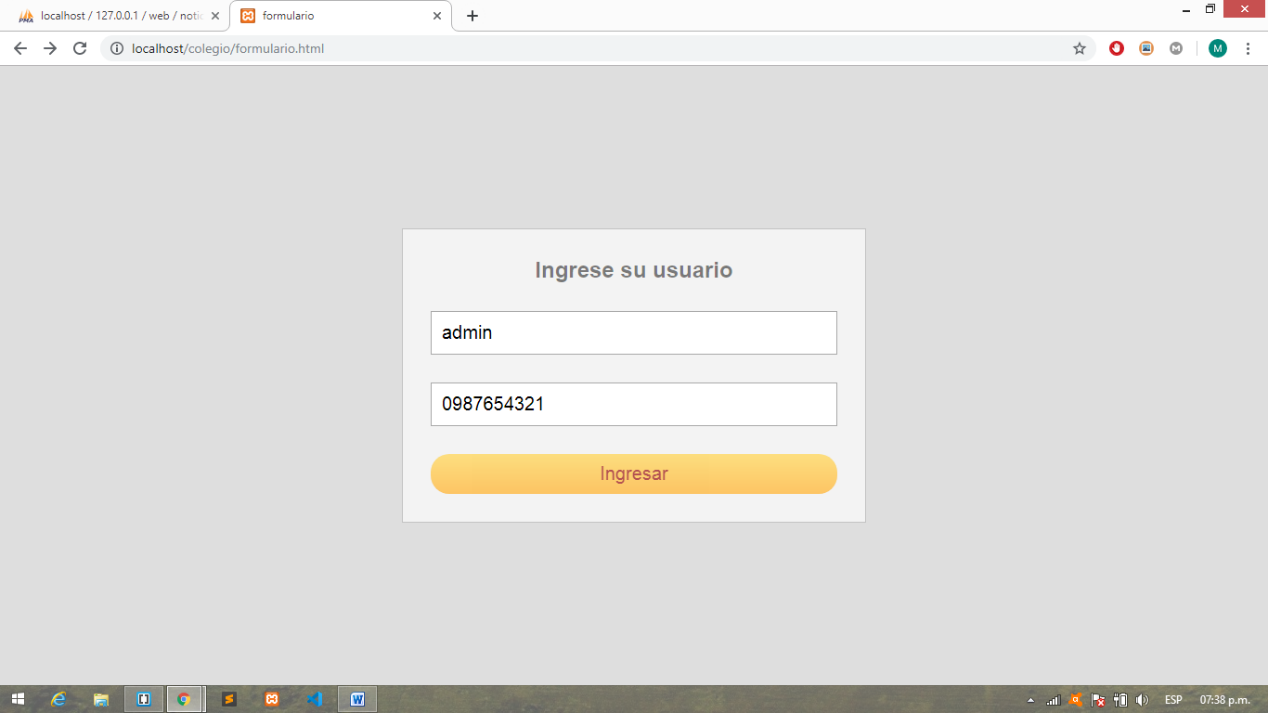 localhost / 127.0.0.1 / web / notic
formulario
localhost/colegio/formulario.html
M
Ingrese su usuario
admin
0987654321
Ingresar
ESP
07:38 p.m.